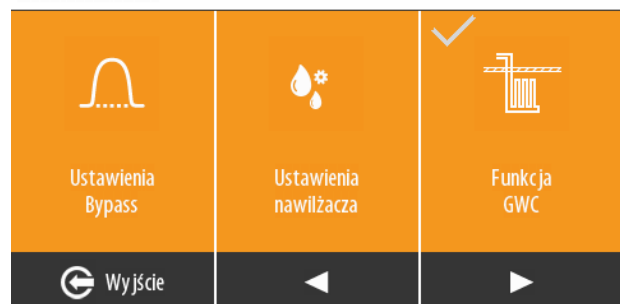 Ustawienia
Bypass
Ustawienia
nawilżacza
Funkcja
GWC
Wyjście